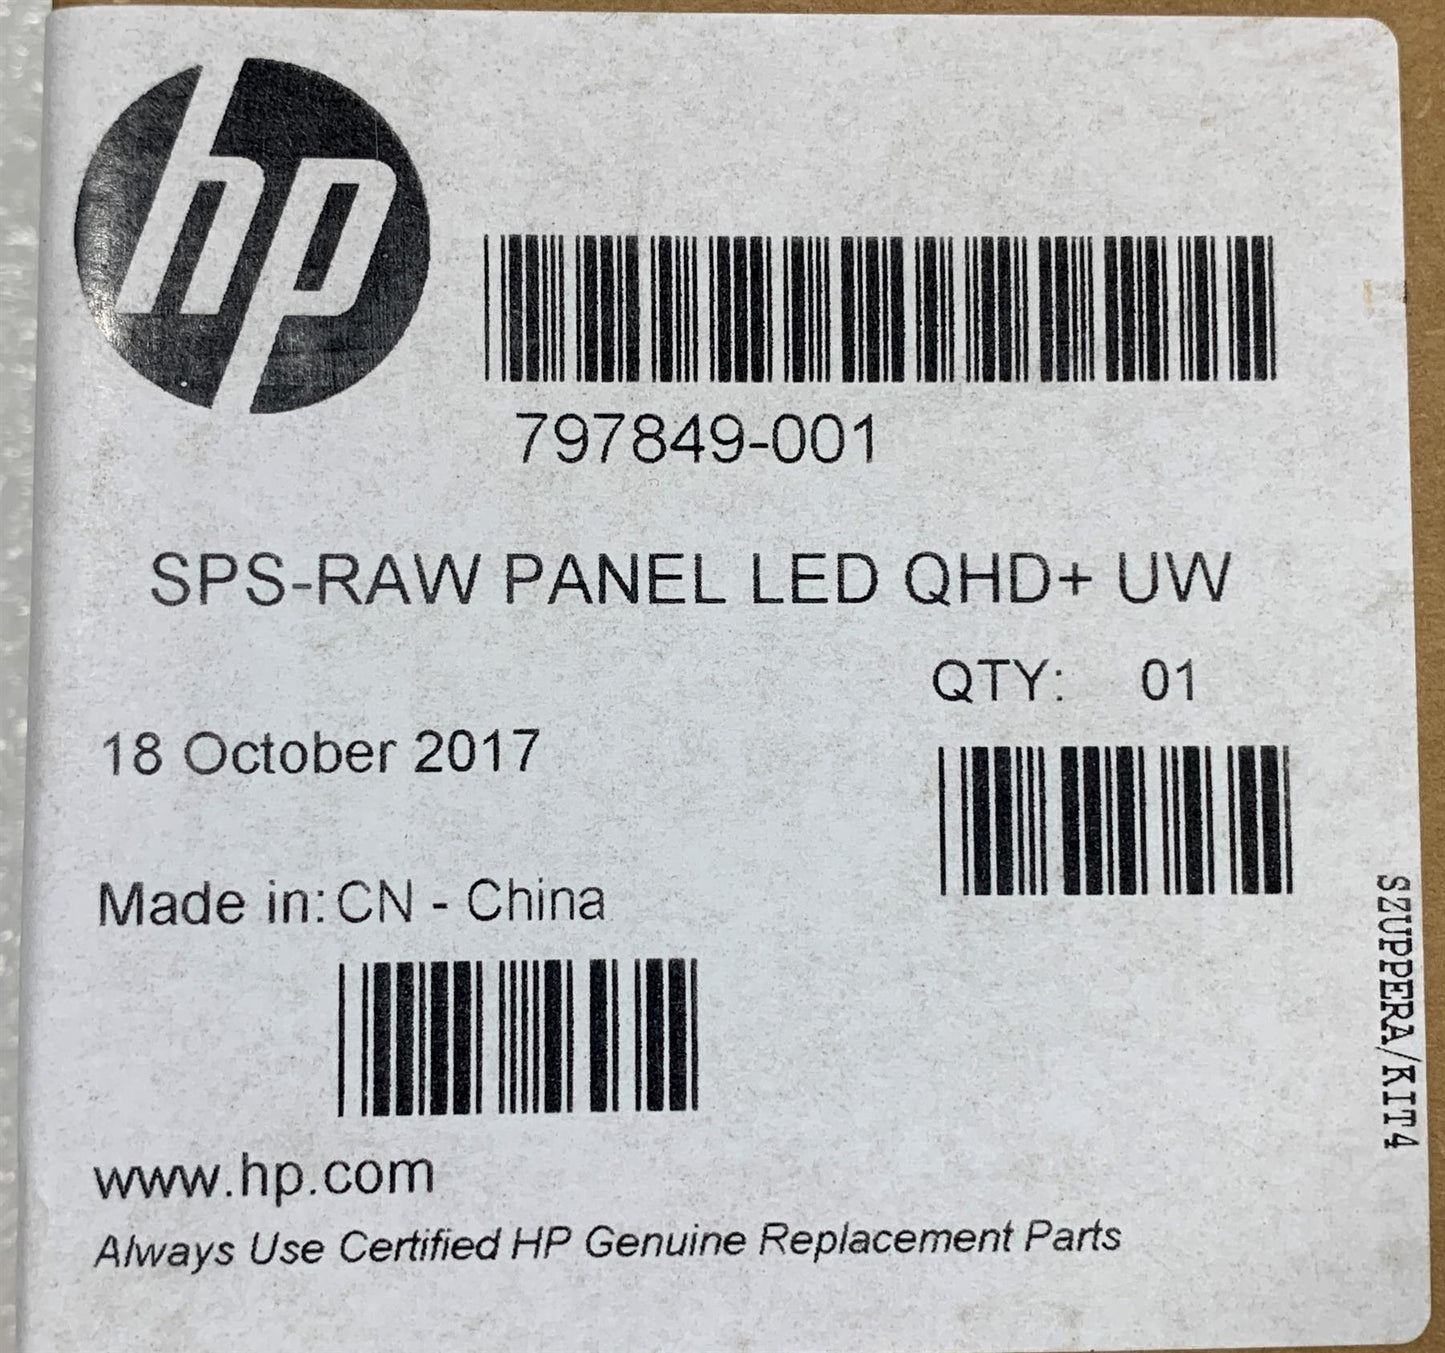 hp
797849-001
SPS-RAW PANEL LED QHD+ UW
QTY: 01
18 October 2017
Made in: CN - China
www.hp.com
Always Use Certified HP Genuine Replacement Parts
SZUPPERA/KIT4